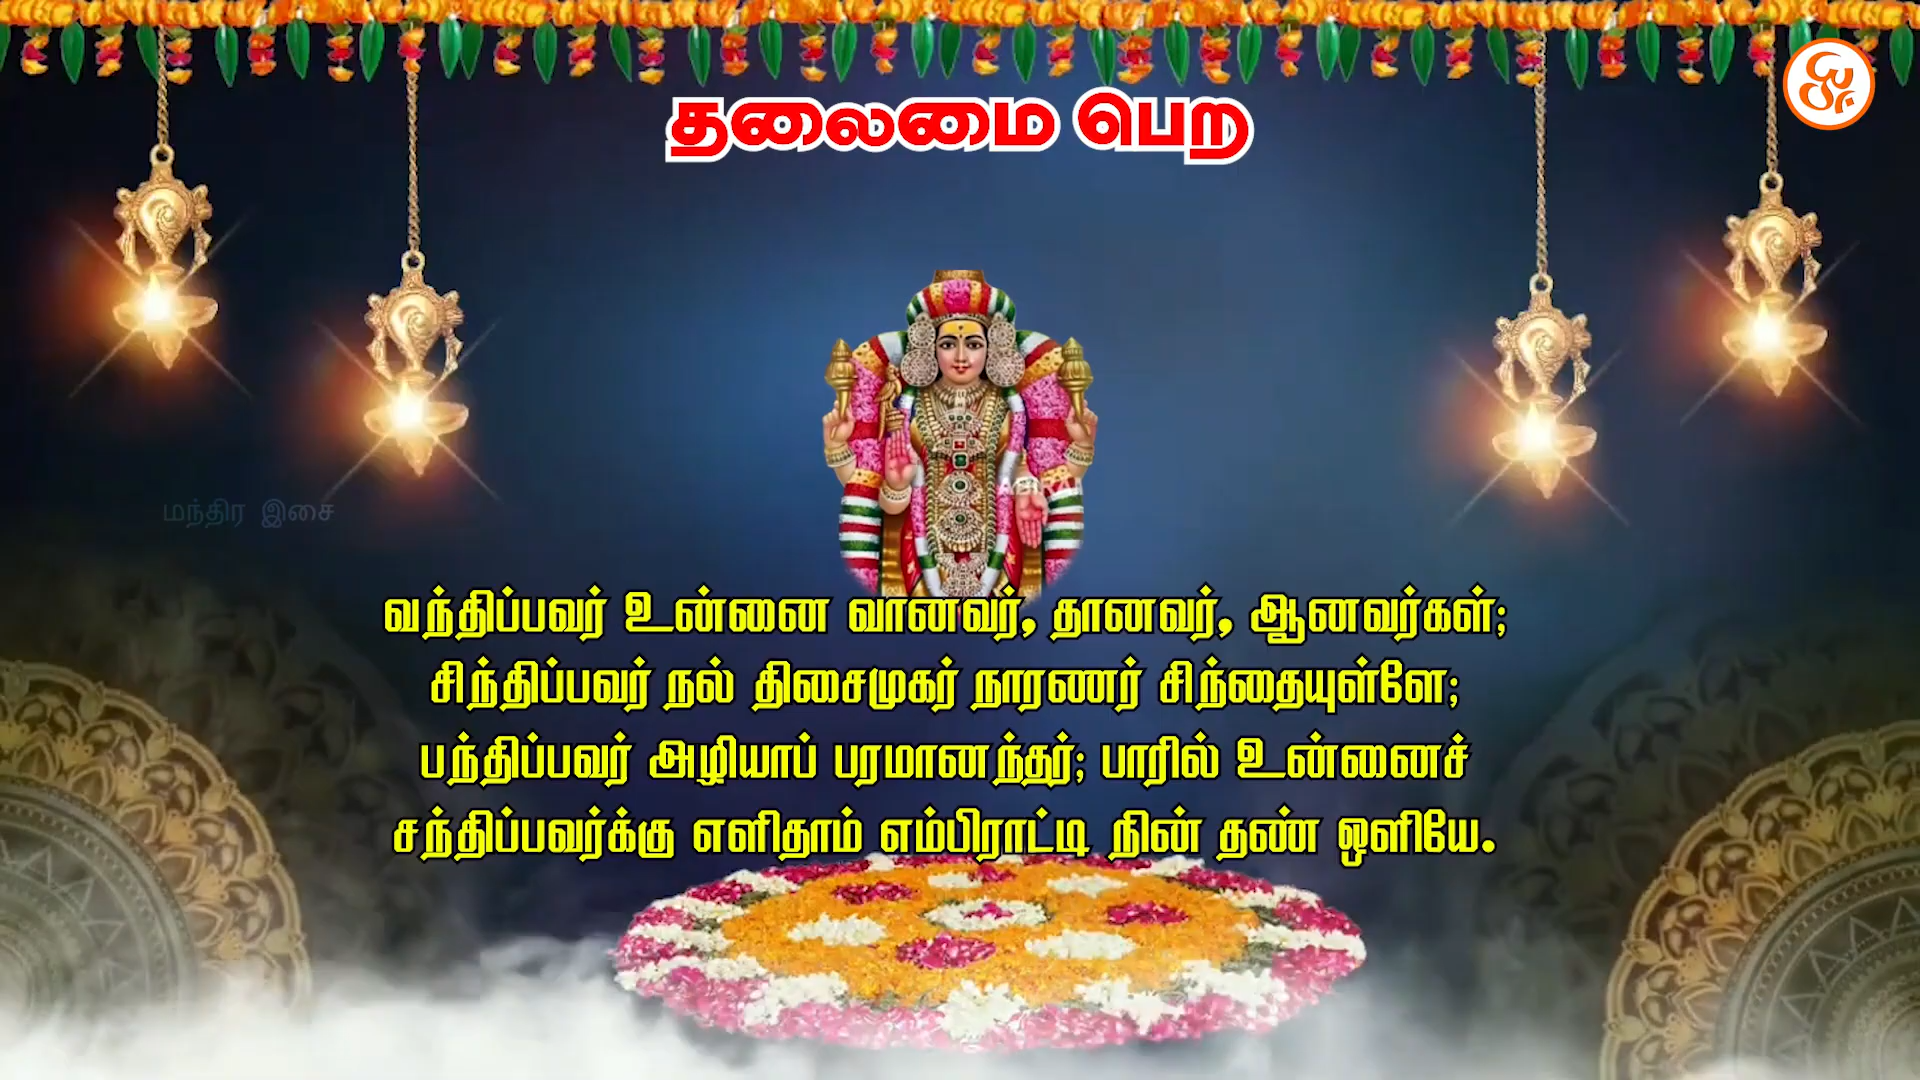 தலைமை பெற
மந்திர இசை
வந்திப்பவர் உன்னை வானவர், தானவர், ஆனவர்கள்;
சிந்திப்பவர் நல் திசைமுகர் நாரணர் சிந்தையுள்ளே;
பந்திப்பவர் அழியாப் பரமானந்தர்; பாரில் உன்னைச்
சந்திப்பவர்க்கு எளிதாம் எம்பிராட்டி நின் தண் ஒளியே.